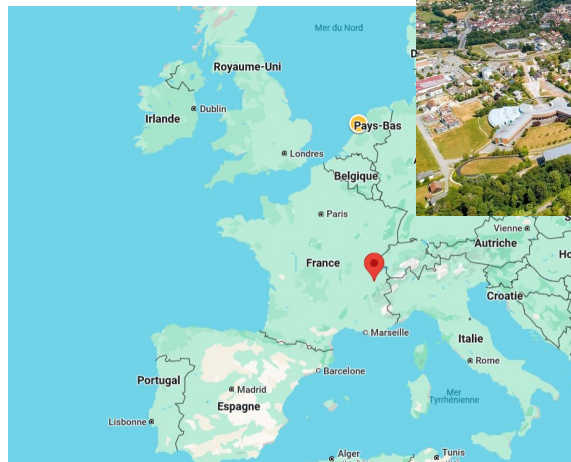 Mer du Nord
Royaume-Uni
Dublin
Irlande
Pays-Bas
Londres
Belgique
Paris
Vienne
Autriche
France
Croatie
Marseille
Italie
Rome
Barcelone
Portugal
Madrid
Mer
Tyrrhénienne
Espagne
Lisbonne
Alger
Tunis